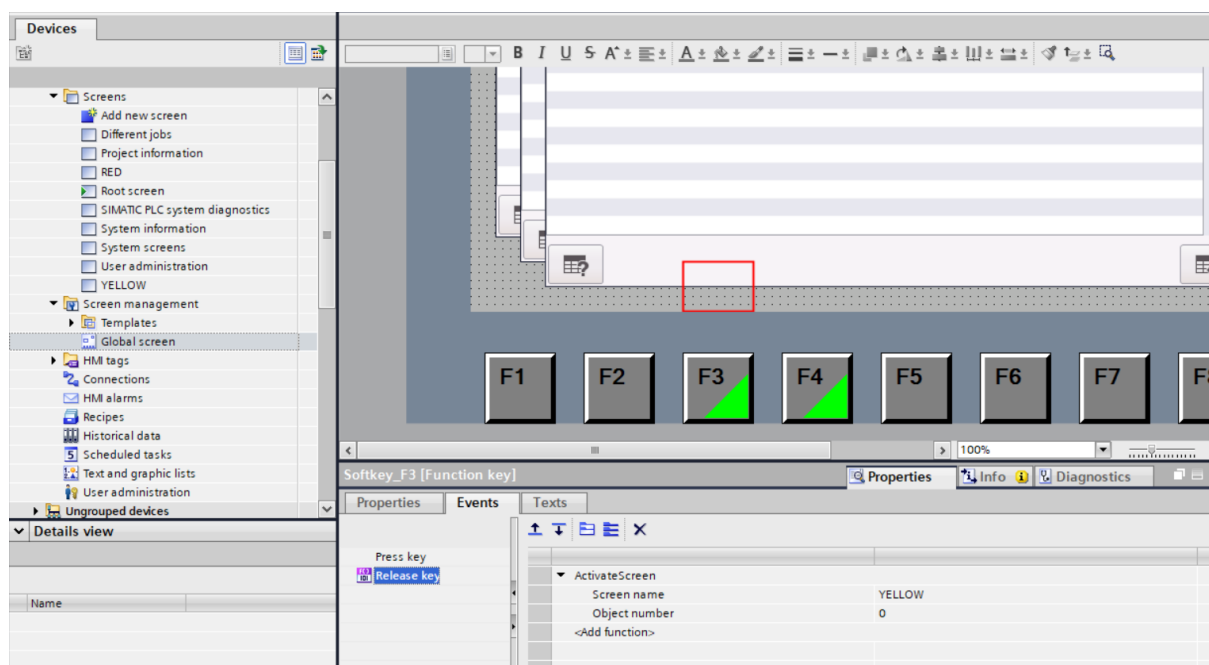 Devices
B I U S A
Screens
Add new screen
Different jobs
Project information
RED
Root screen
SIMATIC PLC system diagnostics
System information
System screens
User administration
YELLOW
Screen management
Templates
Global screen
HMI tags
Connections
HMI alarms
Recipes
Historical data
Scheduled tasks
Text and graphic lists
User administration
Ungrouped devices
Details view
Name
F1 F2 F3 F4 F5 F6 F7
100%
Softkey_F3 [Function key]
Properties Info Diagnostics
Properties Events Texts
Press key
Release key
ActivateScreen
Screen name YELLOW
Object number 0
<Add function>